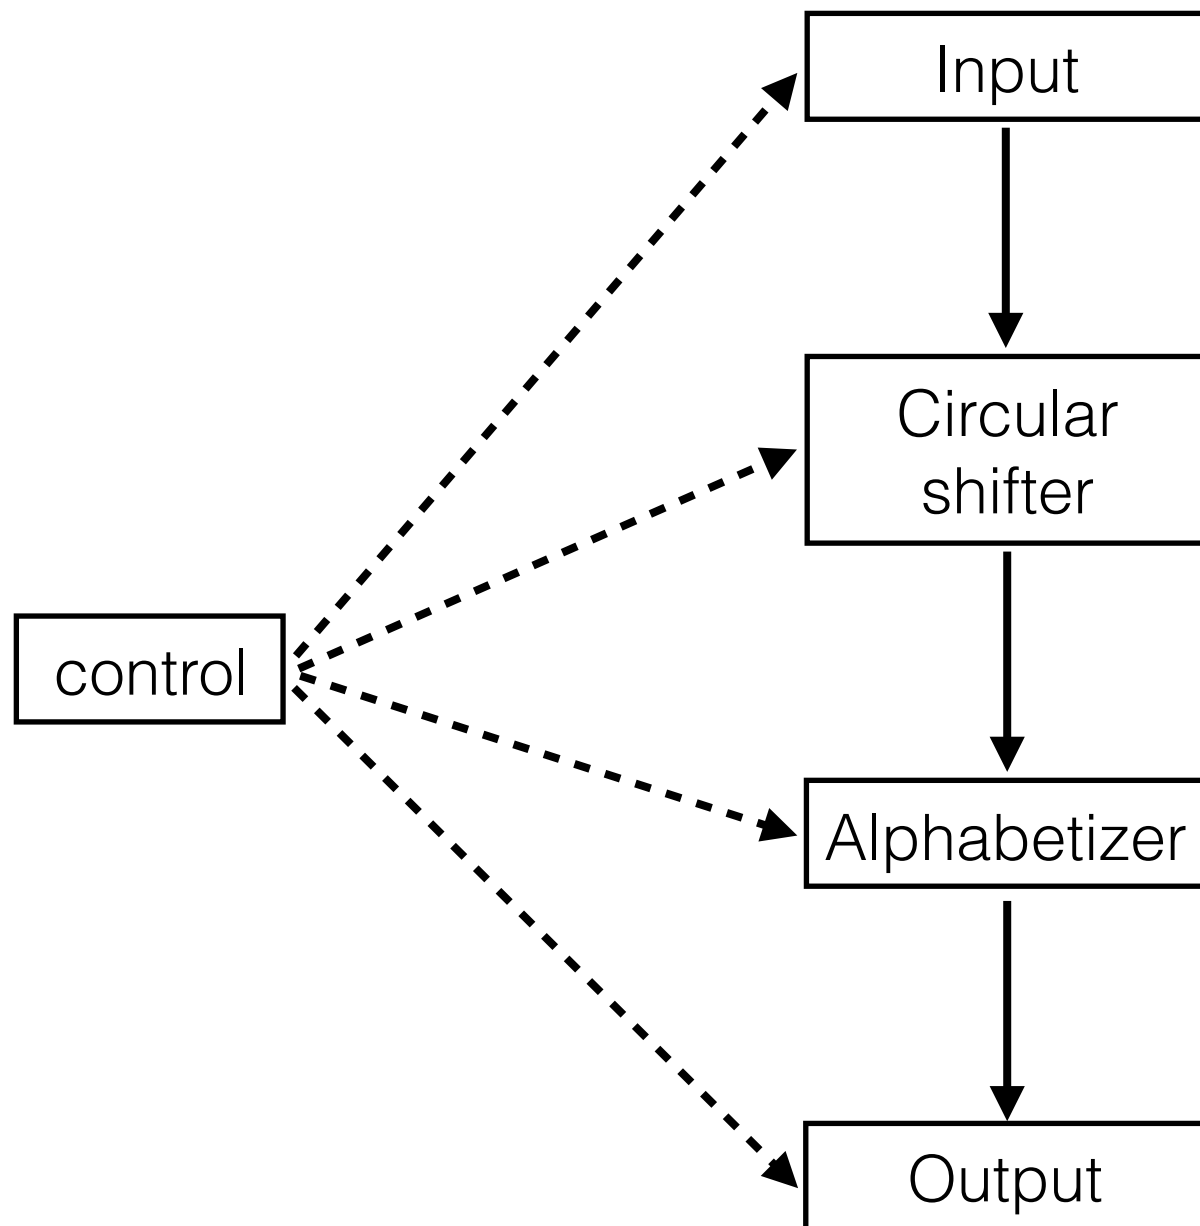 Input
Circular
shifter
control
Alphabetizer
Output